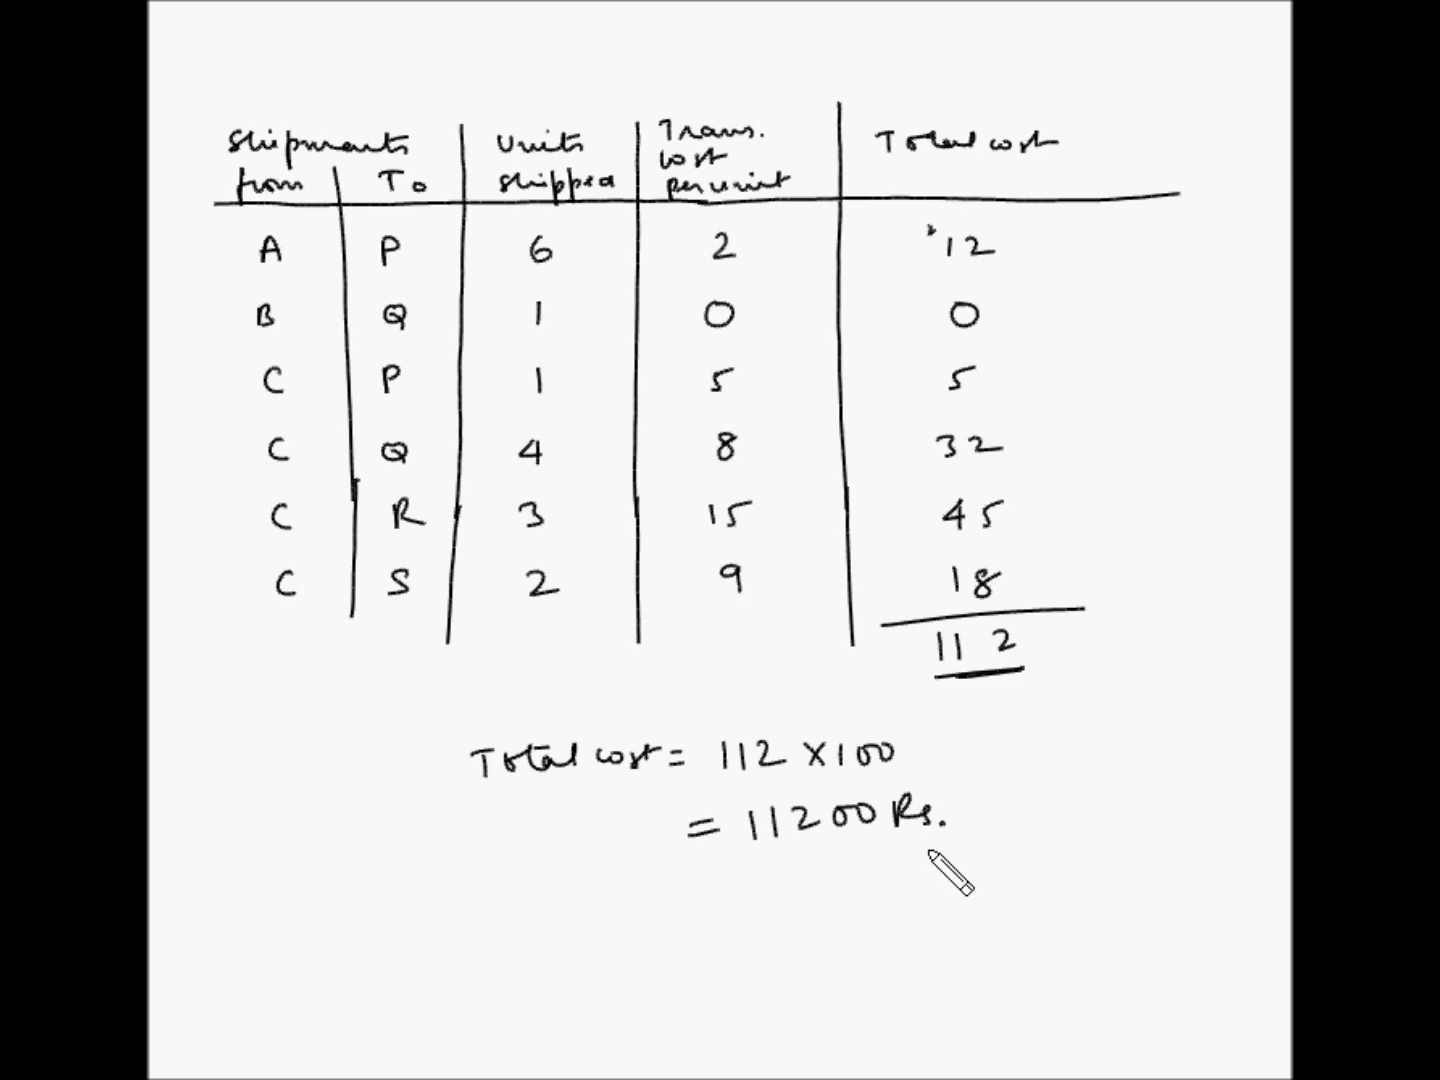 Shipments from | To | Units shipped | Trans. cost per unit | Total cost
A | P | 6 | 2 | 12
B | Q | 1 | 0 | 0
C | P | 1 | 5 | 5
C | Q | 4 | 8 | 32
C | R | 3 | 15 | 45
C | S | 2 | 9 | 18
112
Total cost = 112 X 100
= 11200 Rs.